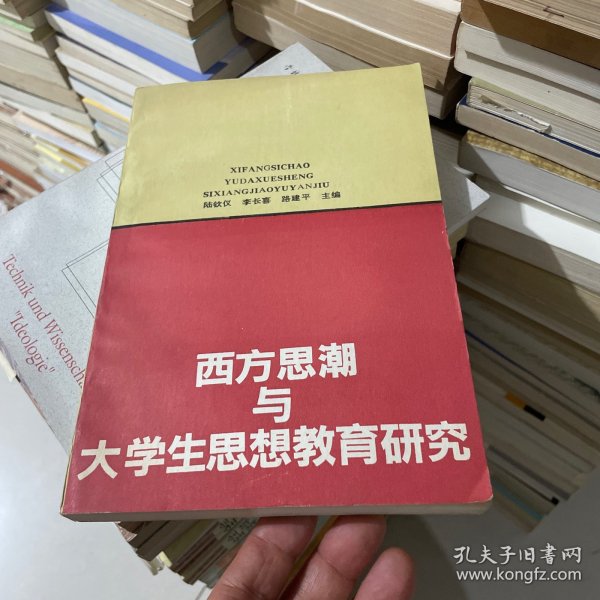 XIFANGSICHAO
YUDAXUESHENG
SIXIANGJIAOYUYANJIU
陆钦仪 李长喜 路建平 主编
西方思潮
与
大学生思想教育研究
Technik und Wissenscha
"Ideologie"
孔夫子旧书网
www.kongfz.com